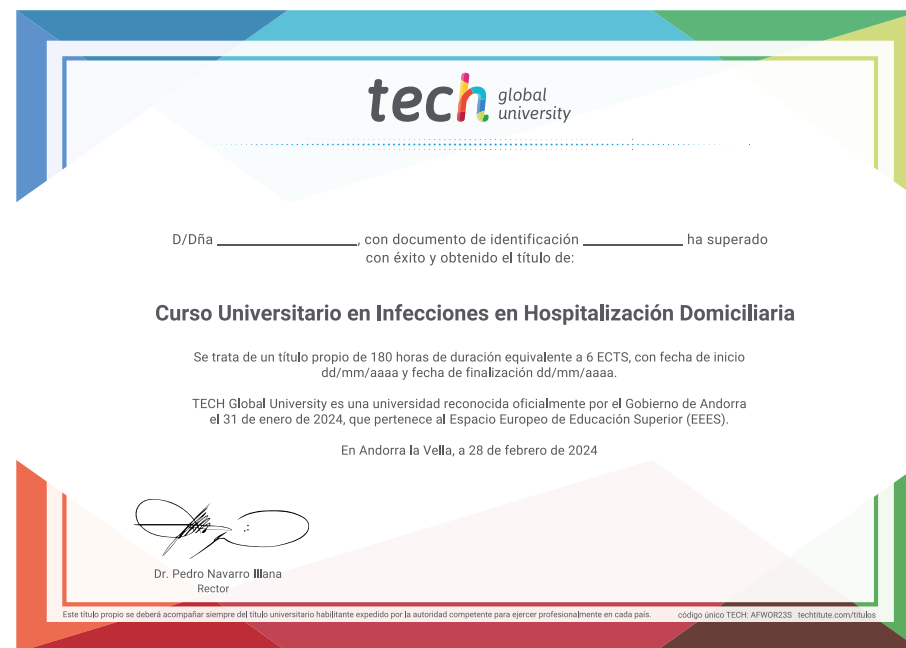 tech global
university
D/Dña ____________________, con documento de identificación ______________ ha superado
con éxito y obtenido el título de:
Curso Universitario en Infecciones en Hospitalización Domiciliaria
Se trata de un título propio de 180 horas de duración equivalente a 6 ECTS, con fecha de inicio
dd/mm/aaaa y fecha de finalización dd/mm/aaaa.
TECH Global University es una universidad reconocida oficialmente por el Gobierno de Andorra
el 31 de enero de 2024, que pertenece al Espacio Europeo de Educación Superior (EEES).
En Andorra la Vella, a 28 de febrero de 2024
Dr. Pedro Navarro Illana
Rector
Este título propio se deberá acompañar siempre del título universitario habilitante expedido por la autoridad competente para ejercer profesionalmente en cada país. código único TECH: AFWOR23S techtitute.com/titulos